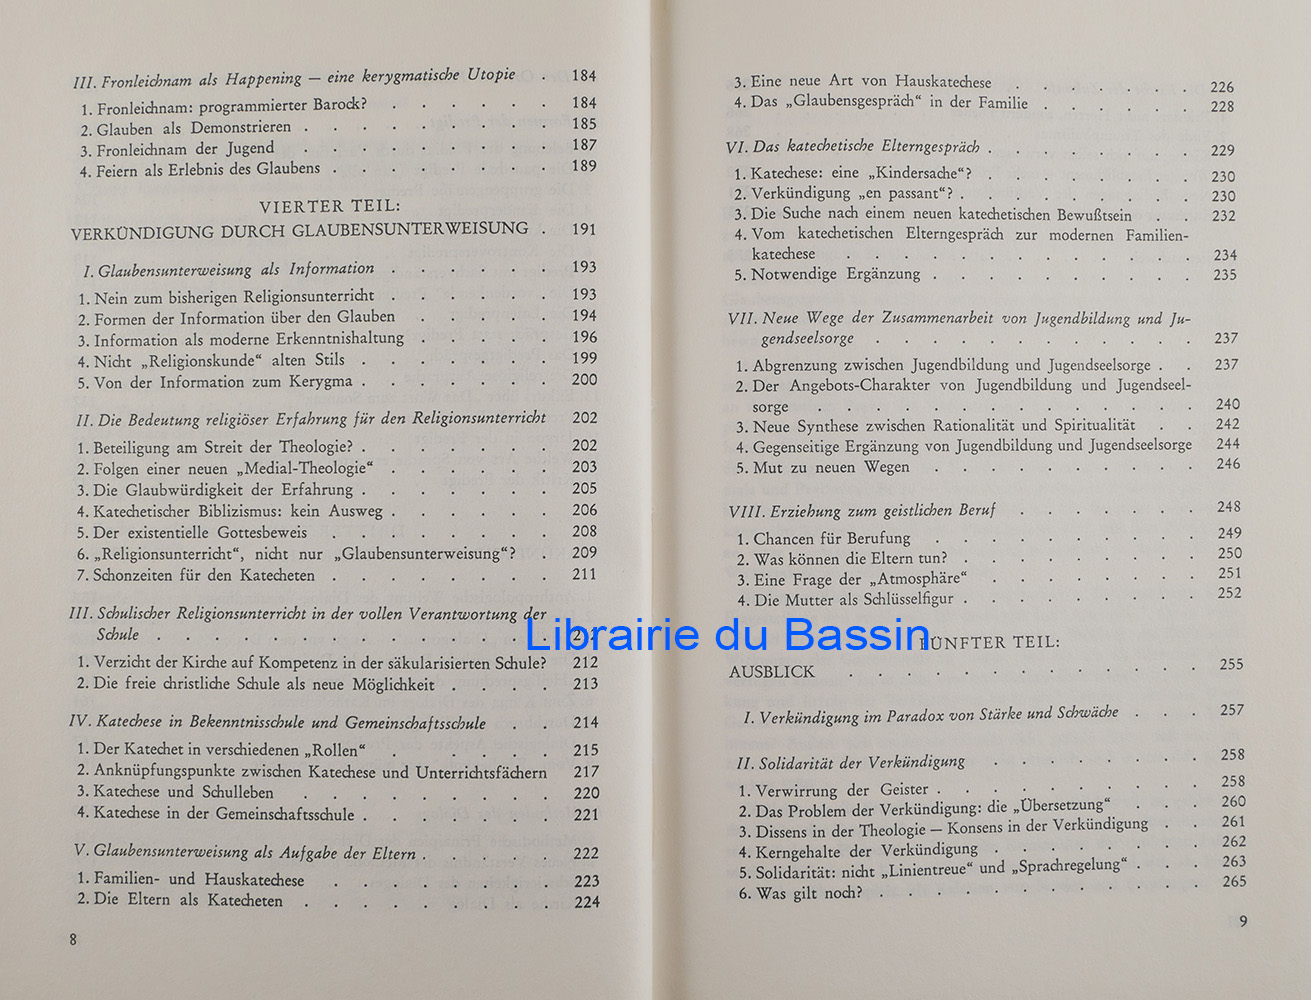 III. Fronleichnam als Happening — eine kerygmatische Utopie . 184
1. Fronleichnam: programmierter Barock? . . . . . . 184
2. Glauben als Demonstrieren . . . . . . . . . 185
3. Fronleichnam der Jugend . . . . . . . . . 187
4. Feiern als Erlebnis des Glaubens . . . . . . . . 189
VIERTER TEIL:
VERKÜNDIGUNG DURCH GLAUBENSUNTERWEISUNG . 191
I. Glaubensunterweisung als Information . . . . . . 193
1. Nein zum bisherigen Religionsunterricht . . . . . . 193
2. Formen der Information über den Glauben . . . . . 194
3. Information als moderne Erkenntnishaltung . . . . . 196
4. Nicht „Religionskunde“ alten Stils . . . . . . . 199
5. Von der Information zum Kerygma . . . . . . . 200
II. Die Bedeutung religiöser Erfahrung für den Religionsunterricht 202
1. Beteiligung am Streit der Theologie? . . . . . . . 202
2. Folgen einer neuen „Medial-Theologie“ . . . . . . 203
3. Die Glaubwürdigkeit der Erfahrung . . . . . . . 205
4. Katechetischer Biblizismus: kein Ausweg . . . . . . 206
5. Der existentielle Gottesbeweis . . . . . . . . 208
6. „Religionsunterricht“, nicht nur „Glaubensunterweisung“? . 209
7. Schonzeiten für den Katecheten . . . . . . . . 211
III. Schulischer Religionsunterricht in der vollen Verantwortung der
Schule . . . . . . . . . . . . . . 212
1. Verzicht der Kirche auf Kompetenz in der säkularisierten Schule? 212
2. Die freie christliche Schule als neue Möglichkeit . . . . 213
IV. Katechese in Bekenntnisschule und Gemeinschaftsschule . . 214
1. Der Katechet in verschiedenen „Rollen“ . . . . . . 215
2. Anknüpfungspunkte zwischen Katechese und Unterrichtsfächern 217
3. Katechese und Schulleben . . . . . . . . . 220
4. Katechese in der Gemeinschaftsschule . . . . . . . 221
V. Glaubensunterweisung als Aufgabe der Eltern . . . . . 222
1. Familien- und Hauskatechese . . . . . . . . 223
2. Die Eltern als Katecheten . . . . . . . . . 224
8
3. Eine neue Art von Hauskatechese . . . . . . . 226
4. Das „Glaubensgespräch“ in der Familie . . . . . . 228
VI. Das katechetische Elterngespräch . . . . . . . . 229
1. Katechese: eine „Kindersache“? . . . . . . . . 230
2. Verkündigung „en passant“? . . . . . . . . . 230
3. Die Suche nach einem neuen katechetischen Bewußtsein . . 232
4. Vom katechetischen Elterngespräch zur modernen Familien-
katechese . . . . . . . . . . . . . 234
5. Notwendige Ergänzung . . . . . . . . . . 235
VII. Neue Wege der Zusammenarbeit von Jugendbildung und Ju-
gendseelsorge . . . . . . . . . . . . 237
1. Abgrenzung zwischen Jugendbildung und Jugendseelsorge . . 237
2. Der Angebots-Charakter von Jugendbildung und Jugendseel-
sorge . . . . . . . . . . . . . . 240
3. Neue Synthese zwischen Rationalität und Spiritualität . . 242
4. Gegenseitige Ergänzung von Jugendbildung und Jugendseelsorge 244
5. Mut zu neuen Wegen . . . . . . . . . . 246
VIII. Erziehung zum geistlichen Beruf . . . . . . . 248
1. Chancen für Berufung . . . . . . . . . . 249
2. Was können die Eltern tun? . . . . . . . . . 250
3. Eine Frage der „Atmosphäre“ . . . . . . . . 251
4. Die Mutter als Schlüsselfigur . . . . . . . . . 252
Librairie du Bassin
FÜNFTER TEIL:
AUSBLICK . . . . . . . . . . . . . 255
I. Verkündigung im Paradox von Stärke und Schwäche . . . 257
II. Solidarität der Verkündigung . . . . . . . . 258
1. Verwirrung der Geister . . . . . . . . . . 258
2. Das Problem der Verkündigung: die „Übersetzung“ . . . 260
3. Dissens in der Theologie — Konsens in der Verkündigung . . 261
4. Kerngehalte der Verkündigung . . . . . . . . 262
5. Solidarität: nicht „Linientreue“ und „Sprachregelung“ . . . 263
6. Was gilt noch? . . . . . . . . . . . . 265
9